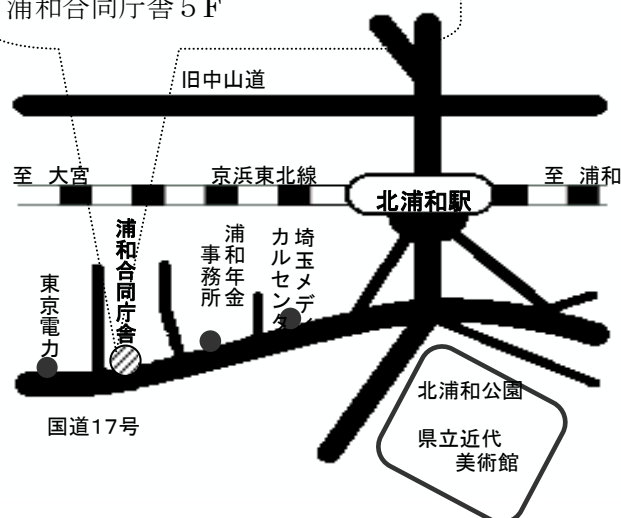 浦和合同庁舎5F
旧中山道
至 大宮
京浜東北線
至 浦和
北浦和駅
浦和合同庁舎
東京電力
浦和年金
事務所
埼玉メディ
カルセンタ
北浦和公園
県立近代
美術館
国道17号